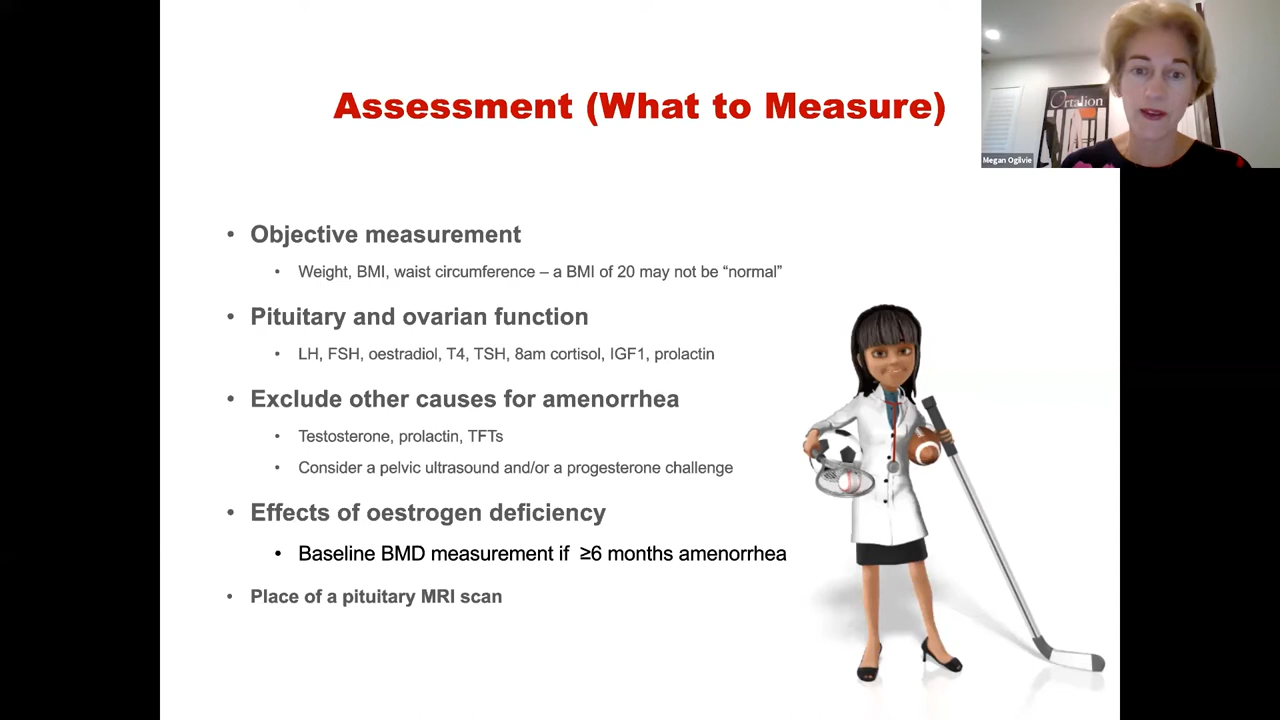 Assessment (What to Measure)
Ortalion
Megan Ogilvie
• Objective measurement
• Weight, BMI, waist circumference – a BMI of 20 may not be “normal”
• Pituitary and ovarian function
• LH, FSH, oestradiol, T4, TSH, 8am cortisol, IGF1, prolactin
• Exclude other causes for amenorrhea
• Testosterone, prolactin, TFTs
• Consider a pelvic ultrasound and/or a progesterone challenge
• Effects of oestrogen deficiency
• Baseline BMD measurement if ≥6 months amenorrhea
• Place of a pituitary MRI scan